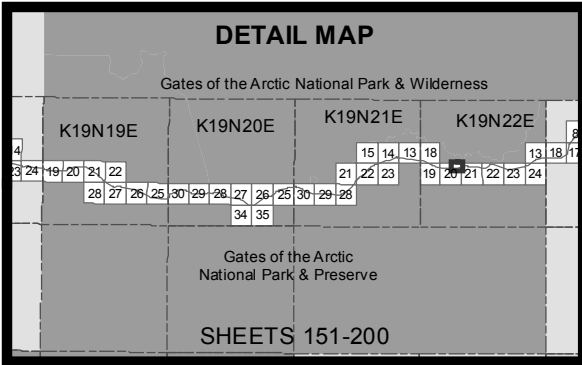 DETAIL MAP
Gates of the Arctic National Park & Wilderness
K19N19E K19N20E K19N21E K19N22E
8
4 15 14 13 18 13 18 17
23 24 19 20 21 22 21 22 23 19 20 21 22 23 24
28 27 26 25 30 29 28 27 26 25 30 29 28
34 35
Gates of the Arctic
National Park & Preserve
SHEETS 151-200